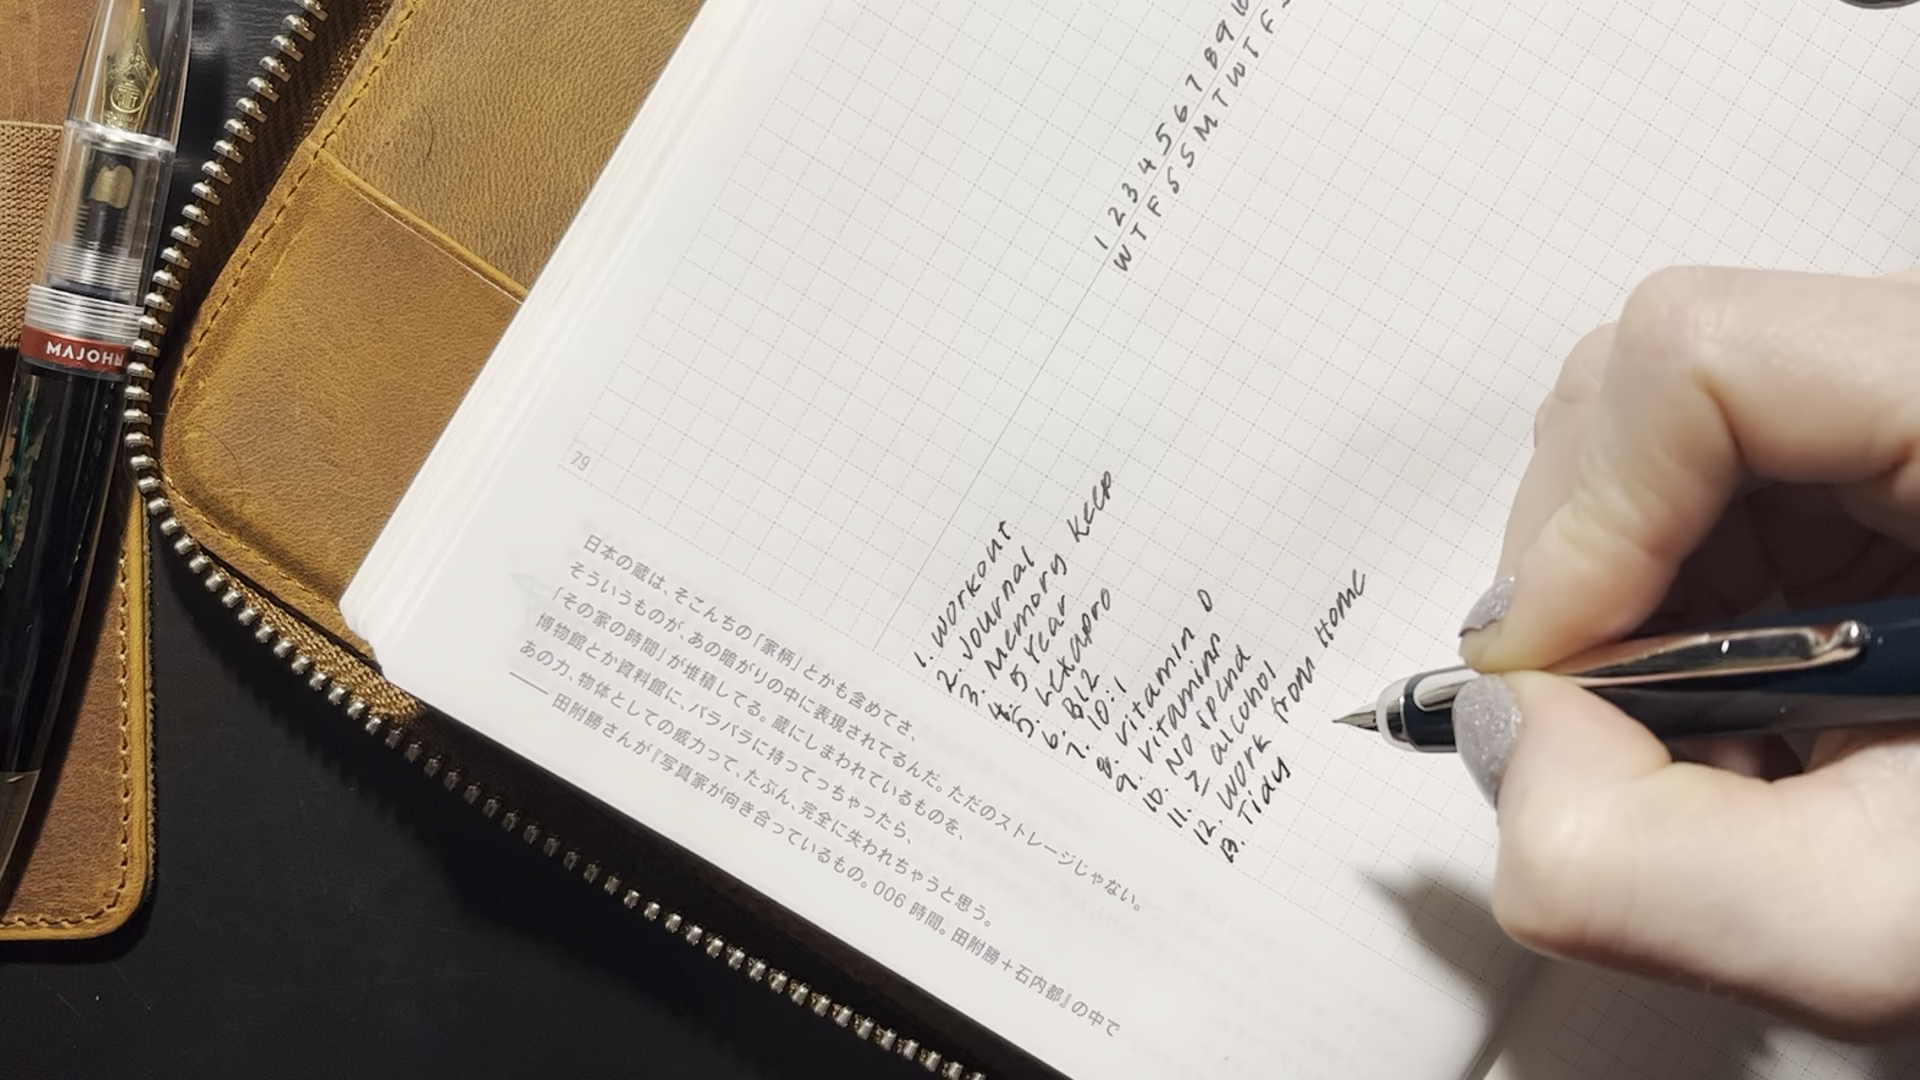 MAJOHN
1 2 3 4 5 6 7 8 9 10
W T F S S M T W T F
79
1. Workout
2. Journal
3. Memory Keep
4. 5 Year
5. Lexapro
6. B12
7. 10:1
8. Vitamin D
9. Vitamin
10. No Spend
11. alcohol
12. Work from Home
13. Tidy
日本の蔵は、そこんちの「家柄」とかも含めてさ、
そういうものが、あの暗がりの中に表現されてるんだ。ただのストレージじゃない。
「その家の時間」が堆積してる。蔵にしまわれているものを、
博物館とか資料館に、バラバラに持ってっちゃったら、
あの力、物体としての威力って、たぶん、完全に失われちゃうと思う。
── 田附勝さんが『写真家が向き合っているもの。006 時間。田附勝＋石内都』の中で